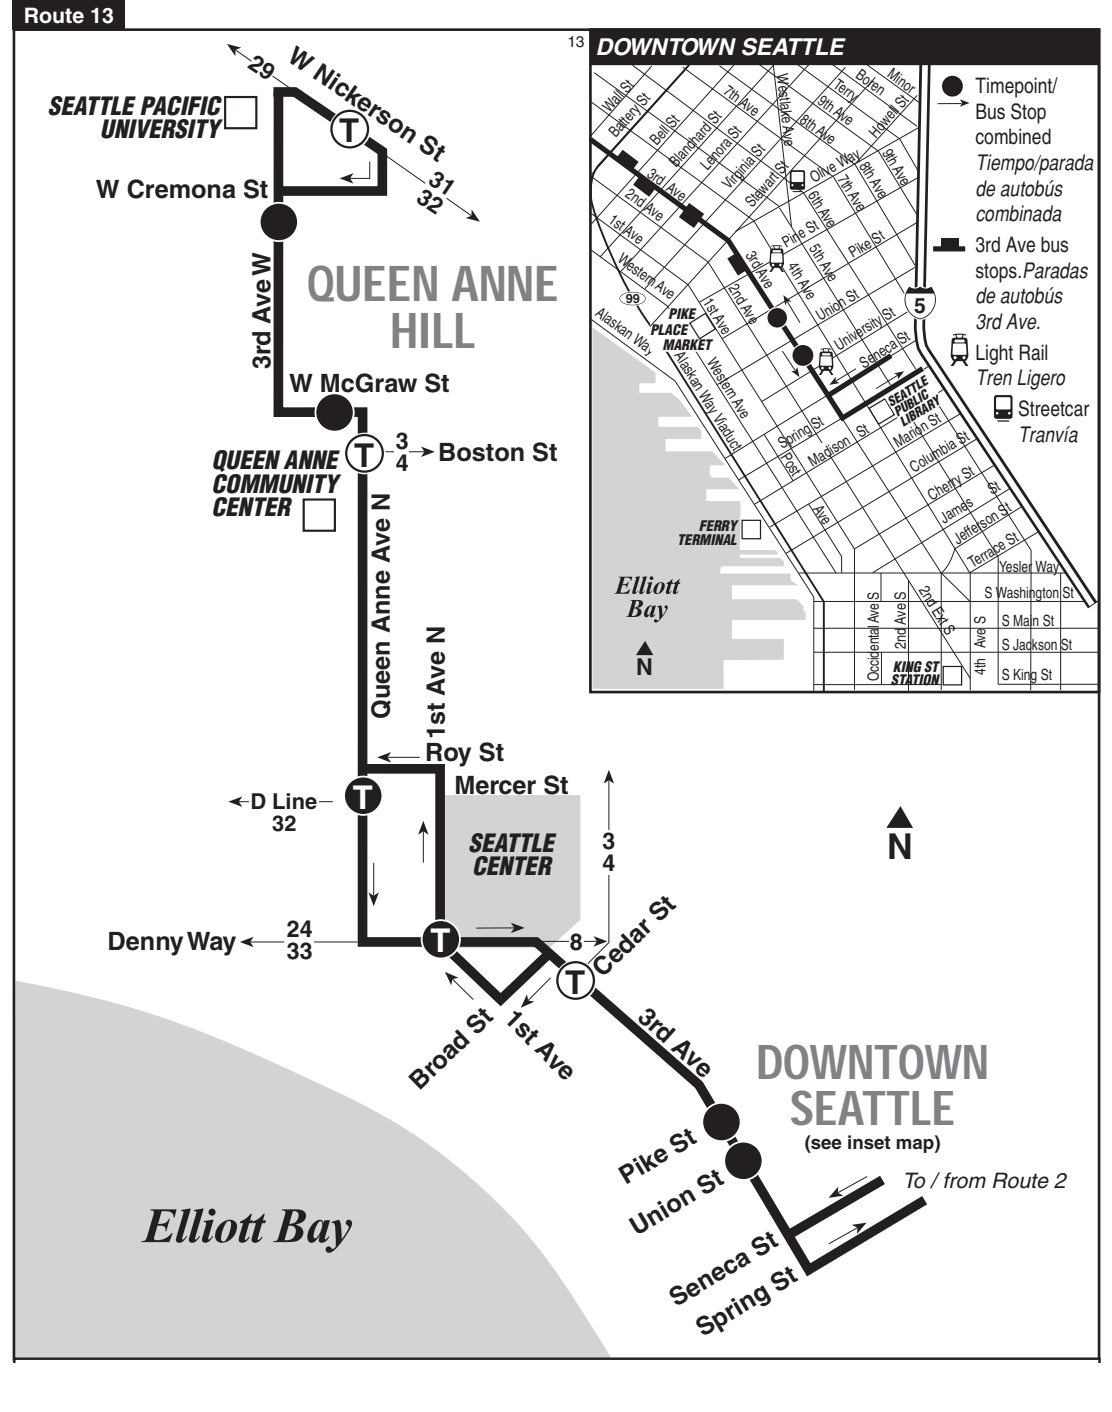 Route 13
29
W Nickerson St
SEATTLE PACIFIC
UNIVERSITY
T
W Cremona St
31
32
3rd Ave W
QUEEN ANNE
HILL
W McGraw St
T
3
4
Boston St
QUEEN ANNE
COMMUNITY
CENTER
Queen Anne Ave N
1st Ave N
Roy St
Mercer St
T
D Line
32
SEATTLE
CENTER
3
4
N
Denny Way
24
33
T
8
Cedar St
T
Broad St
1st Ave
3rd Ave
DOWNTOWN
SEATTLE
(see inset map)
Pike St
Union St
To / from Route 2
Seneca St
Spring St
Elliott Bay
13
DOWNTOWN SEATTLE
Wall St
Battery St
Bell St
Blanchard St
Lenora St
Virginia St
Stewart St
7th Ave
Westlake Ave
8th Ave
9th Ave
Terry
Boren
Minor
Howell St
Olive Way
9th Ave
8th Ave
7th Ave
6th Ave
5th Ave
4th Ave
3rd Ave
2nd Ave
1st Ave
Western Ave
3rd Ave
2nd Ave
1st Ave
Western Ave
Pine St
Pike St
Union St
University St
Seneca St
99
5
Alaskan Way
Alaskan Way Viaduct
PIKE
PLACE
MARKET
SEATTLE
PUBLIC
LIBRARY
Spring St
Madison St
Marion St
Columbia St
Cherry St
James St
Jefferson St
Terrace St
Yesler Way
Post Ave
FERRY
TERMINAL
Elliott
Bay
N
S Washington St
S Main St
S Jackson St
S King St
Occidental Ave S
2nd Ave S
2nd Ext S
4th Ave S
KING ST
STATION
Timepoint/
Bus Stop
combined
Tiempo/parada
de autobús
combinada
3rd Ave bus
stops. Paradas
de autobús
3rd Ave.
Light Rail
Tren Ligero
Streetcar
Tranvía